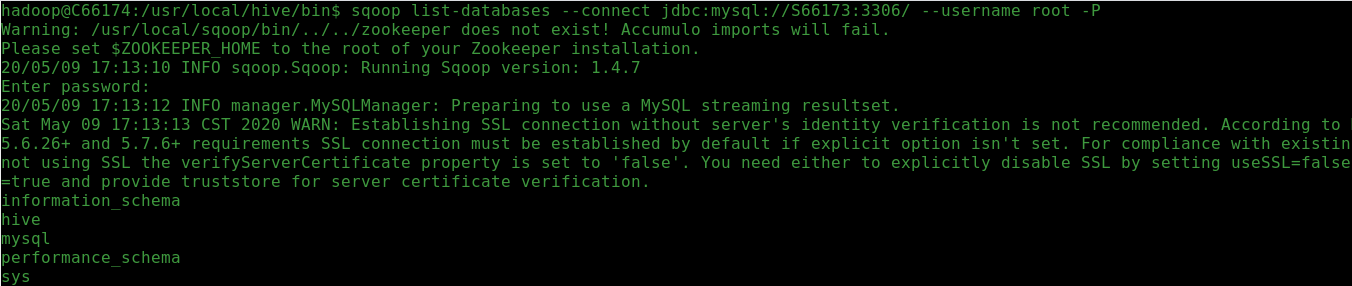 hadoop@C66174:/usr/local/hive/bin$ sqoop list-databases --connect jdbc:mysql://S66173:3306/ --username root -P
Warning: /usr/local/sqoop/bin/../../zookeeper does not exist! Accumulo imports will fail.
Please set $ZOOKEEPER_HOME to the root of your Zookeeper installation.
20/05/09 17:13:10 INFO sqoop.Sqoop: Running Sqoop version: 1.4.7
Enter password:
20/05/09 17:13:12 INFO manager.MySQLManager: Preparing to use a MySQL streaming resultset.
Sat May 09 17:13:13 CST 2020 WARN: Establishing SSL connection without server's identity verification is not recommended. According to
5.6.26+ and 5.7.6+ requirements SSL connection must be established by default if explicit option isn't set. For compliance with existin
not using SSL the verifyServerCertificate property is set to 'false'. You need either to explicitly disable SSL by setting useSSL=false
=true and provide truststore for server certificate verification.
information_schema
hive
mysql
performance_schema
sys